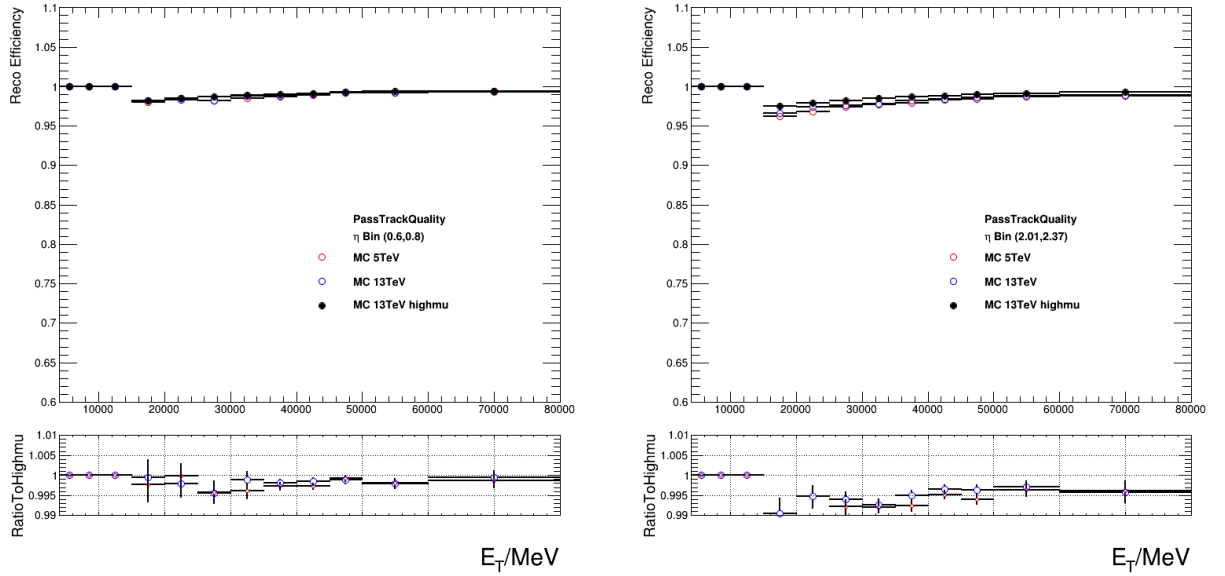 Reco Efficiency
1.1
1.05
1
0.95
0.9
0.85
0.8
0.75
0.7
0.65
0.6
PassTrackQuality
η Bin (0.6,0.8)
MC 5TeV
MC 13TeV
MC 13TeV highmu
10000 20000 30000 40000 50000 60000 70000 80000
RatioToHighmu
1.01
1.005
1
0.995
0.99
E_T/MeV
Reco Efficiency
1.1
1.05
1
0.95
0.9
0.85
0.8
0.75
0.7
0.65
0.6
PassTrackQuality
η Bin (2.01,2.37)
MC 5TeV
MC 13TeV
MC 13TeV highmu
10000 20000 30000 40000 50000 60000 70000 80000
RatioToHighmu
1.01
1.005
1
0.995
0.99
E_T/MeV